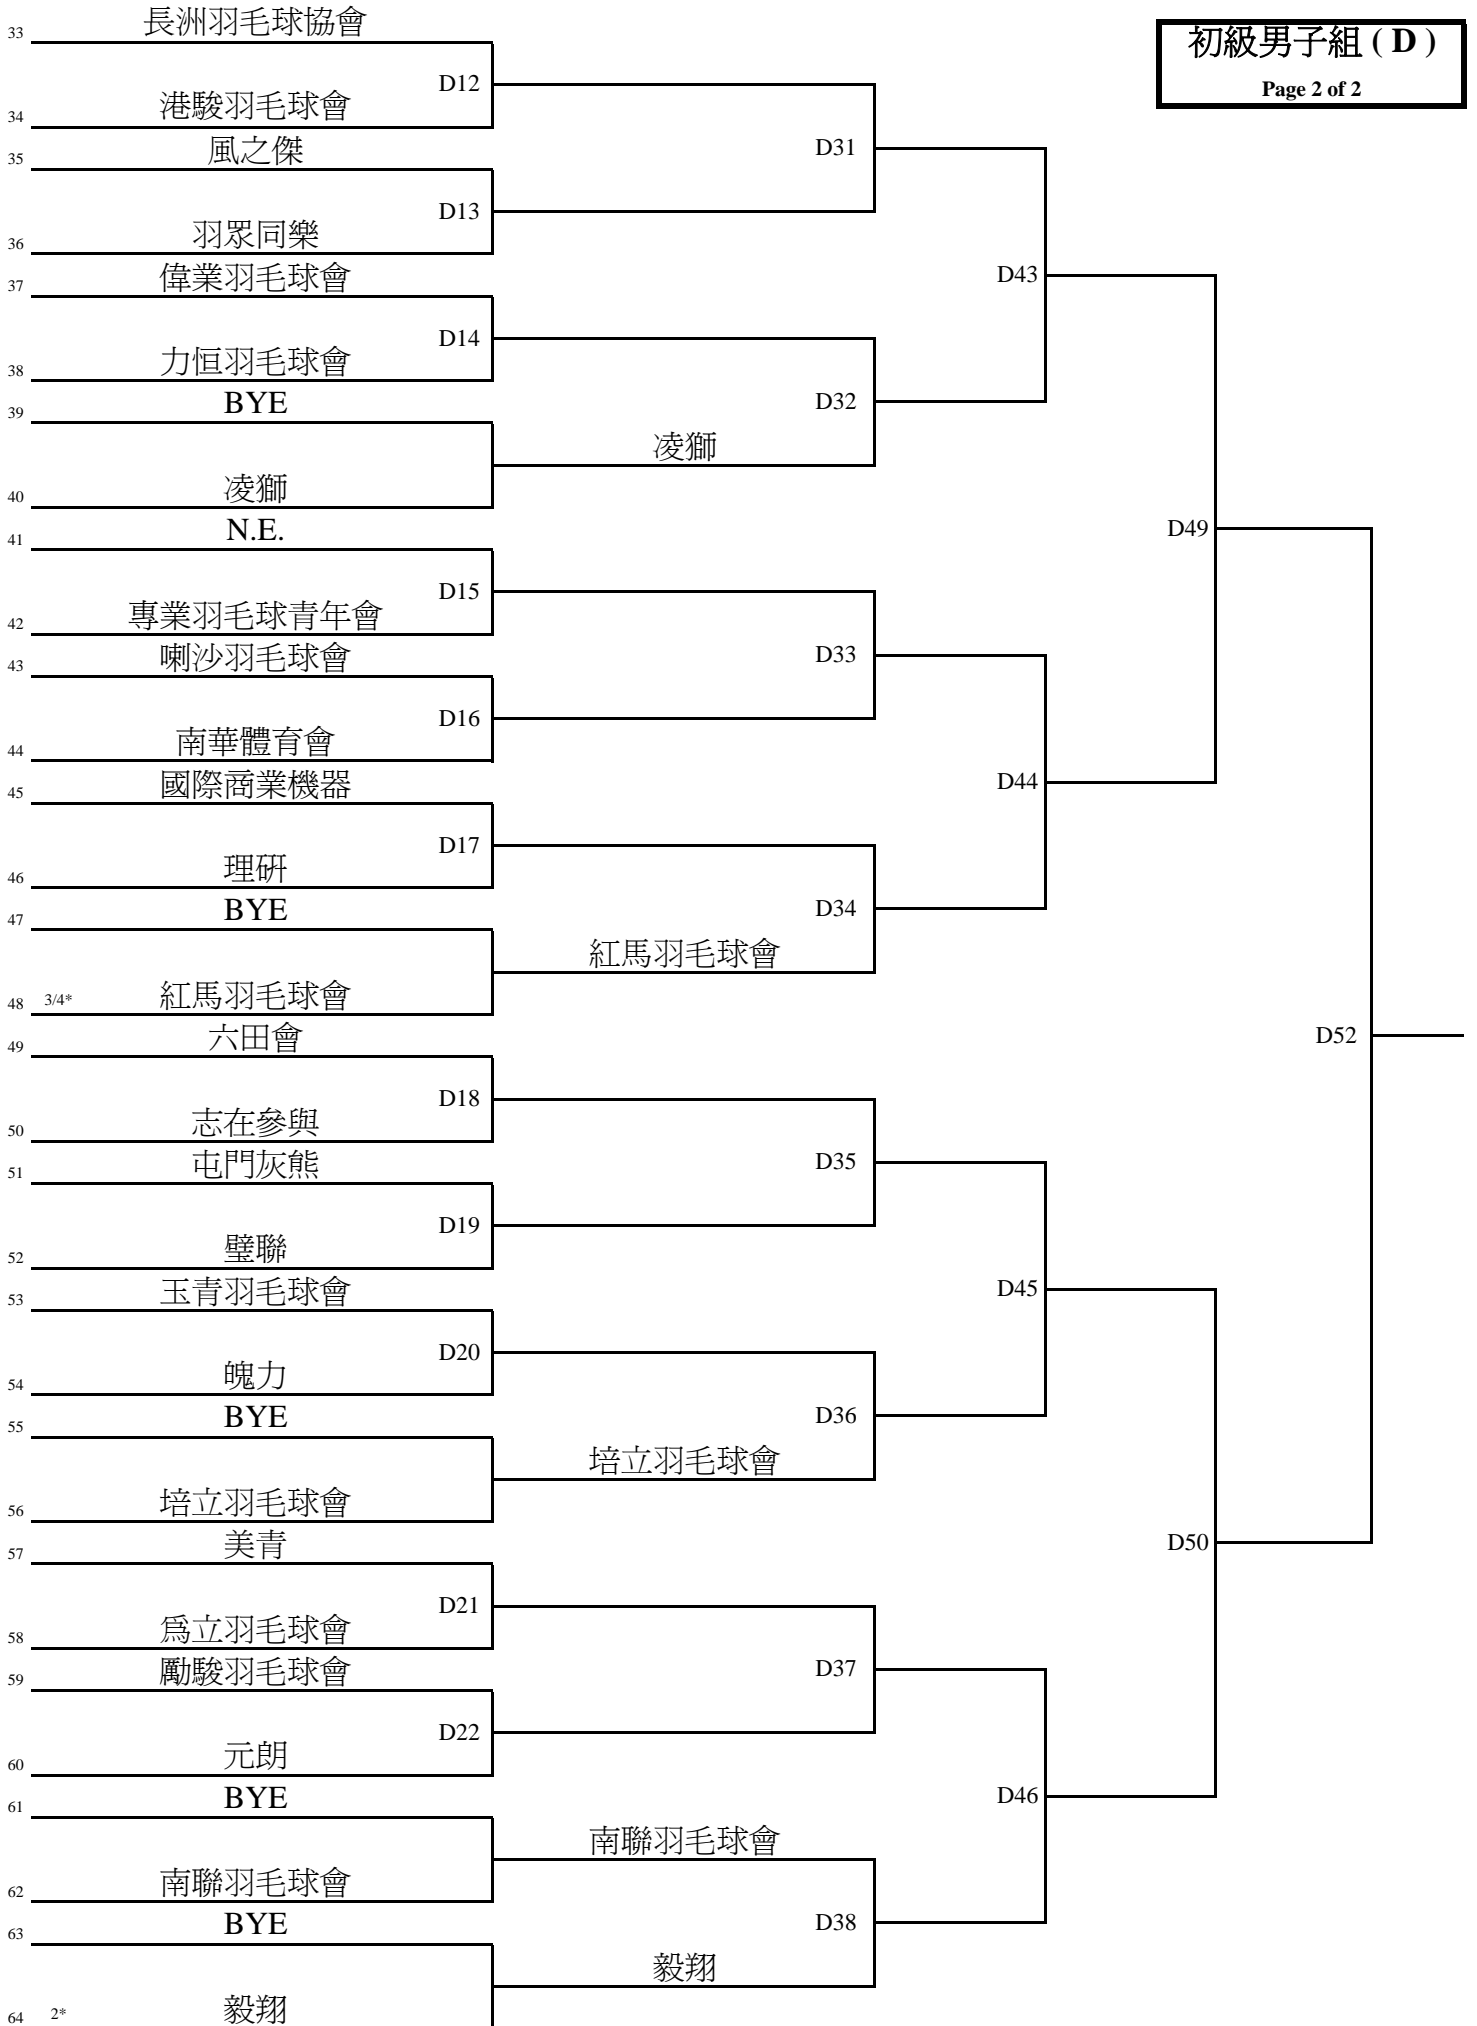 初級男子組 ( D )
Page 2 of 2
33 長洲羽毛球協會
D12
34 港駿羽毛球會
35 風之傑
D31
D13
36 羽眾同樂
37 偉業羽毛球會
D43
D14
38 力恒羽毛球會
39 BYE
D32
凌獅
40 凌獅
41 N.E.
D49
D15
42 專業羽毛球青年會
43 喇沙羽毛球會
D33
D16
44 南華體育會
45 國際商業機器
D44
D17
46 理研
47 BYE
D34
紅馬羽毛球會
48 3/4* 紅馬羽毛球會
49 六田會
D52
D18
50 志在參與
51 屯門灰熊
D35
D19
52 璧聯
53 玉青羽毛球會
D45
D20
54 魄力
55 BYE
D36
培立羽毛球會
56 培立羽毛球會
57 美青
D50
D21
58 爲立羽毛球會
59 勵駿羽毛球會
D37
D22
60 元朗
61 BYE
D46
南聯羽毛球會
62 南聯羽毛球會
63 BYE
D38
毅翔
64 2* 毅翔